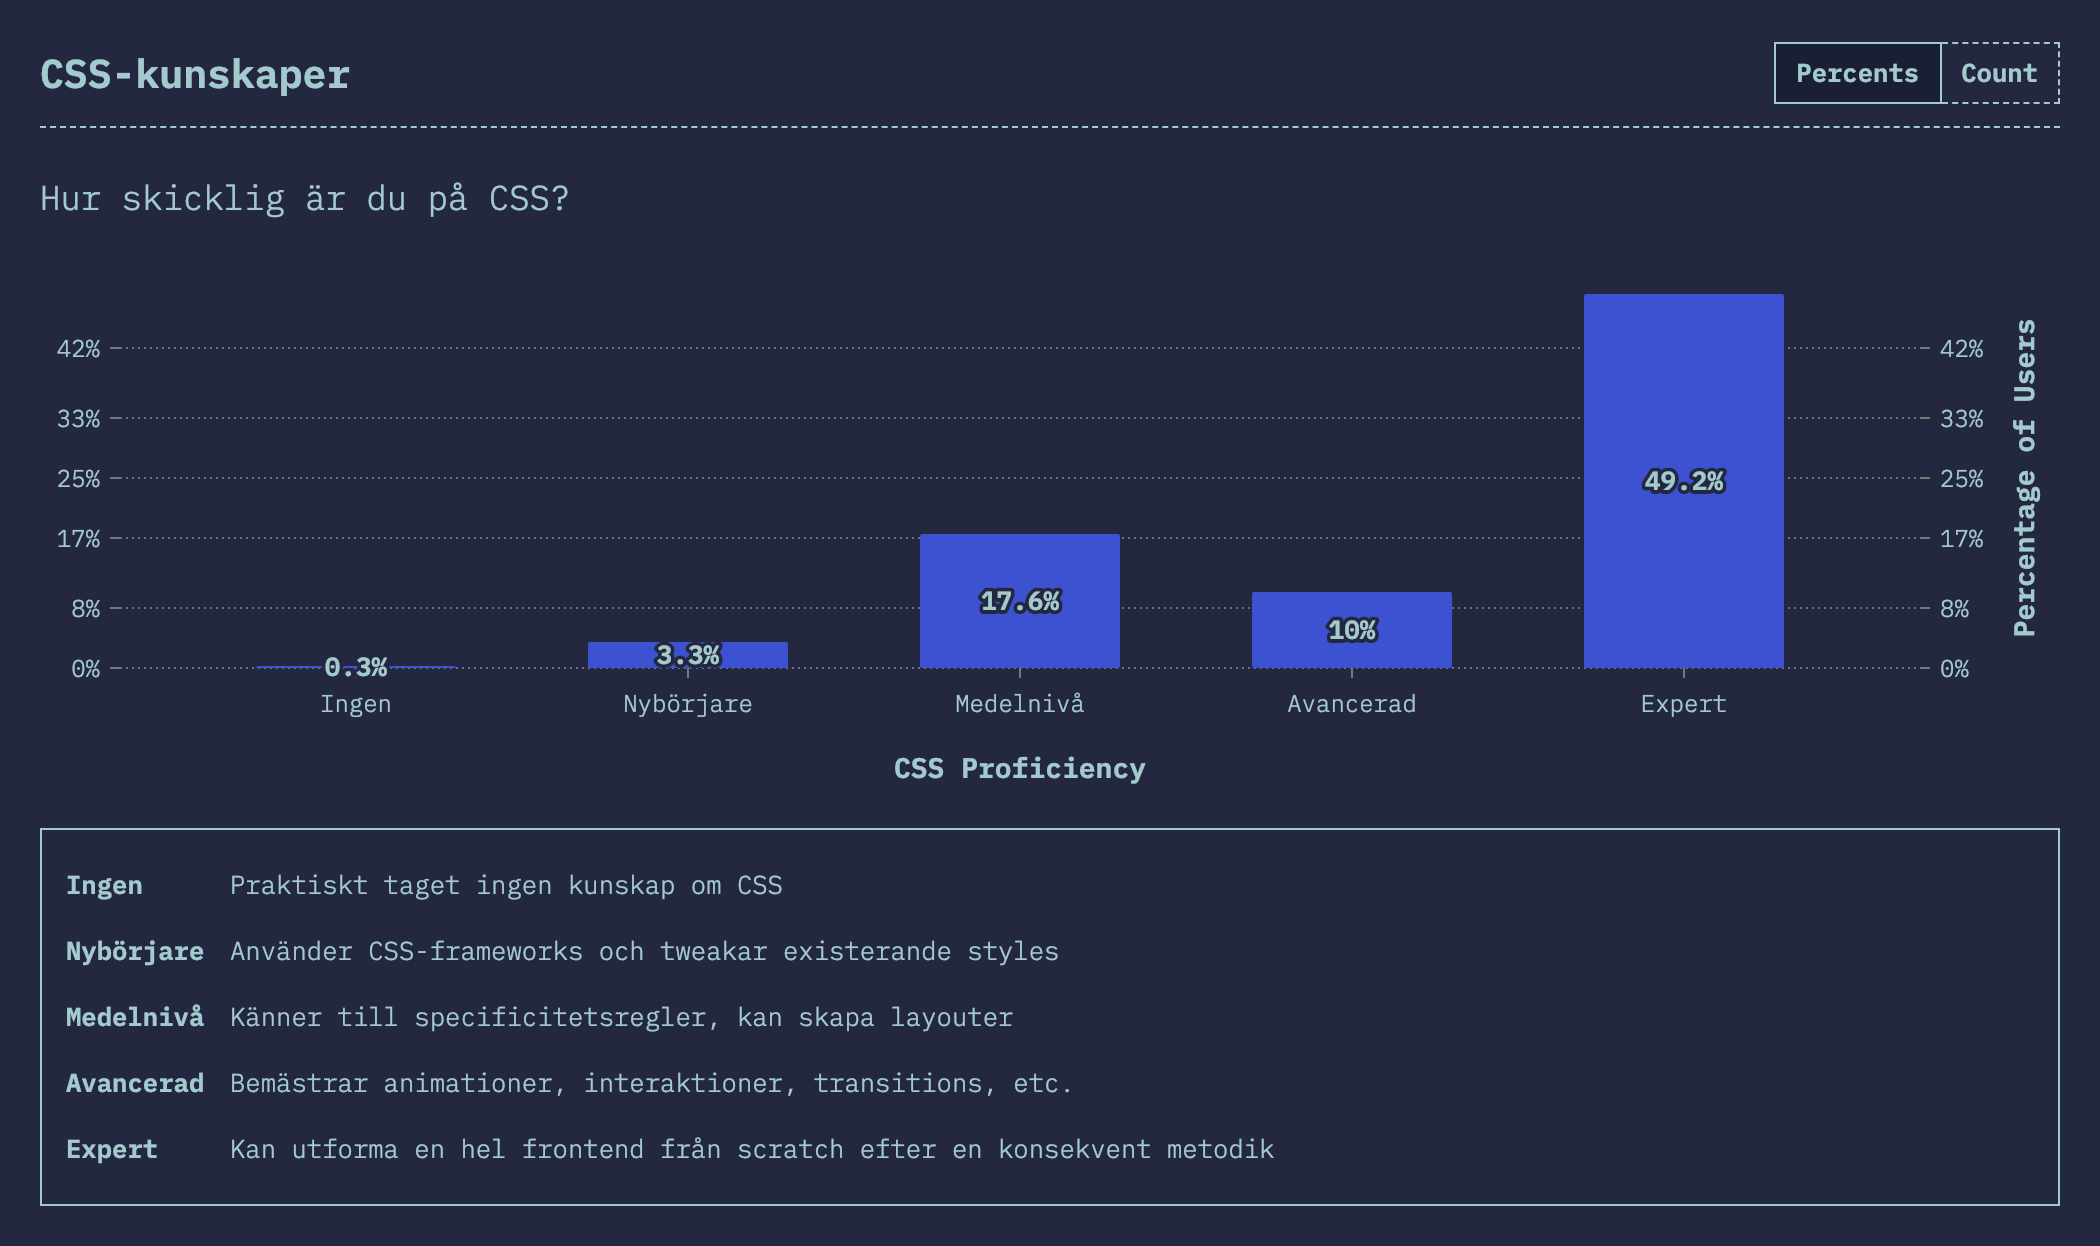 CSS-kunskaper
Percents Count
Hur skicklig är du på CSS?
42% 42%
33% 33%
25% 25%
17% 17%
8% 8%
0% 0%
Percentage of Users
0.3% 3.3% 17.6% 10% 49.2%
Ingen Nybörjare Medelnivå Avancerad Expert
CSS Proficiency
Ingen Praktiskt taget ingen kunskap om CSS
Nybörjare Använder CSS-frameworks och tweakar existerande styles
Medelnivå Känner till specificitetsregler, kan skapa layouter
Avancerad Bemästrar animationer, interaktioner, transitions, etc.
Expert Kan utforma en hel frontend från scratch efter en konsekvent metodik